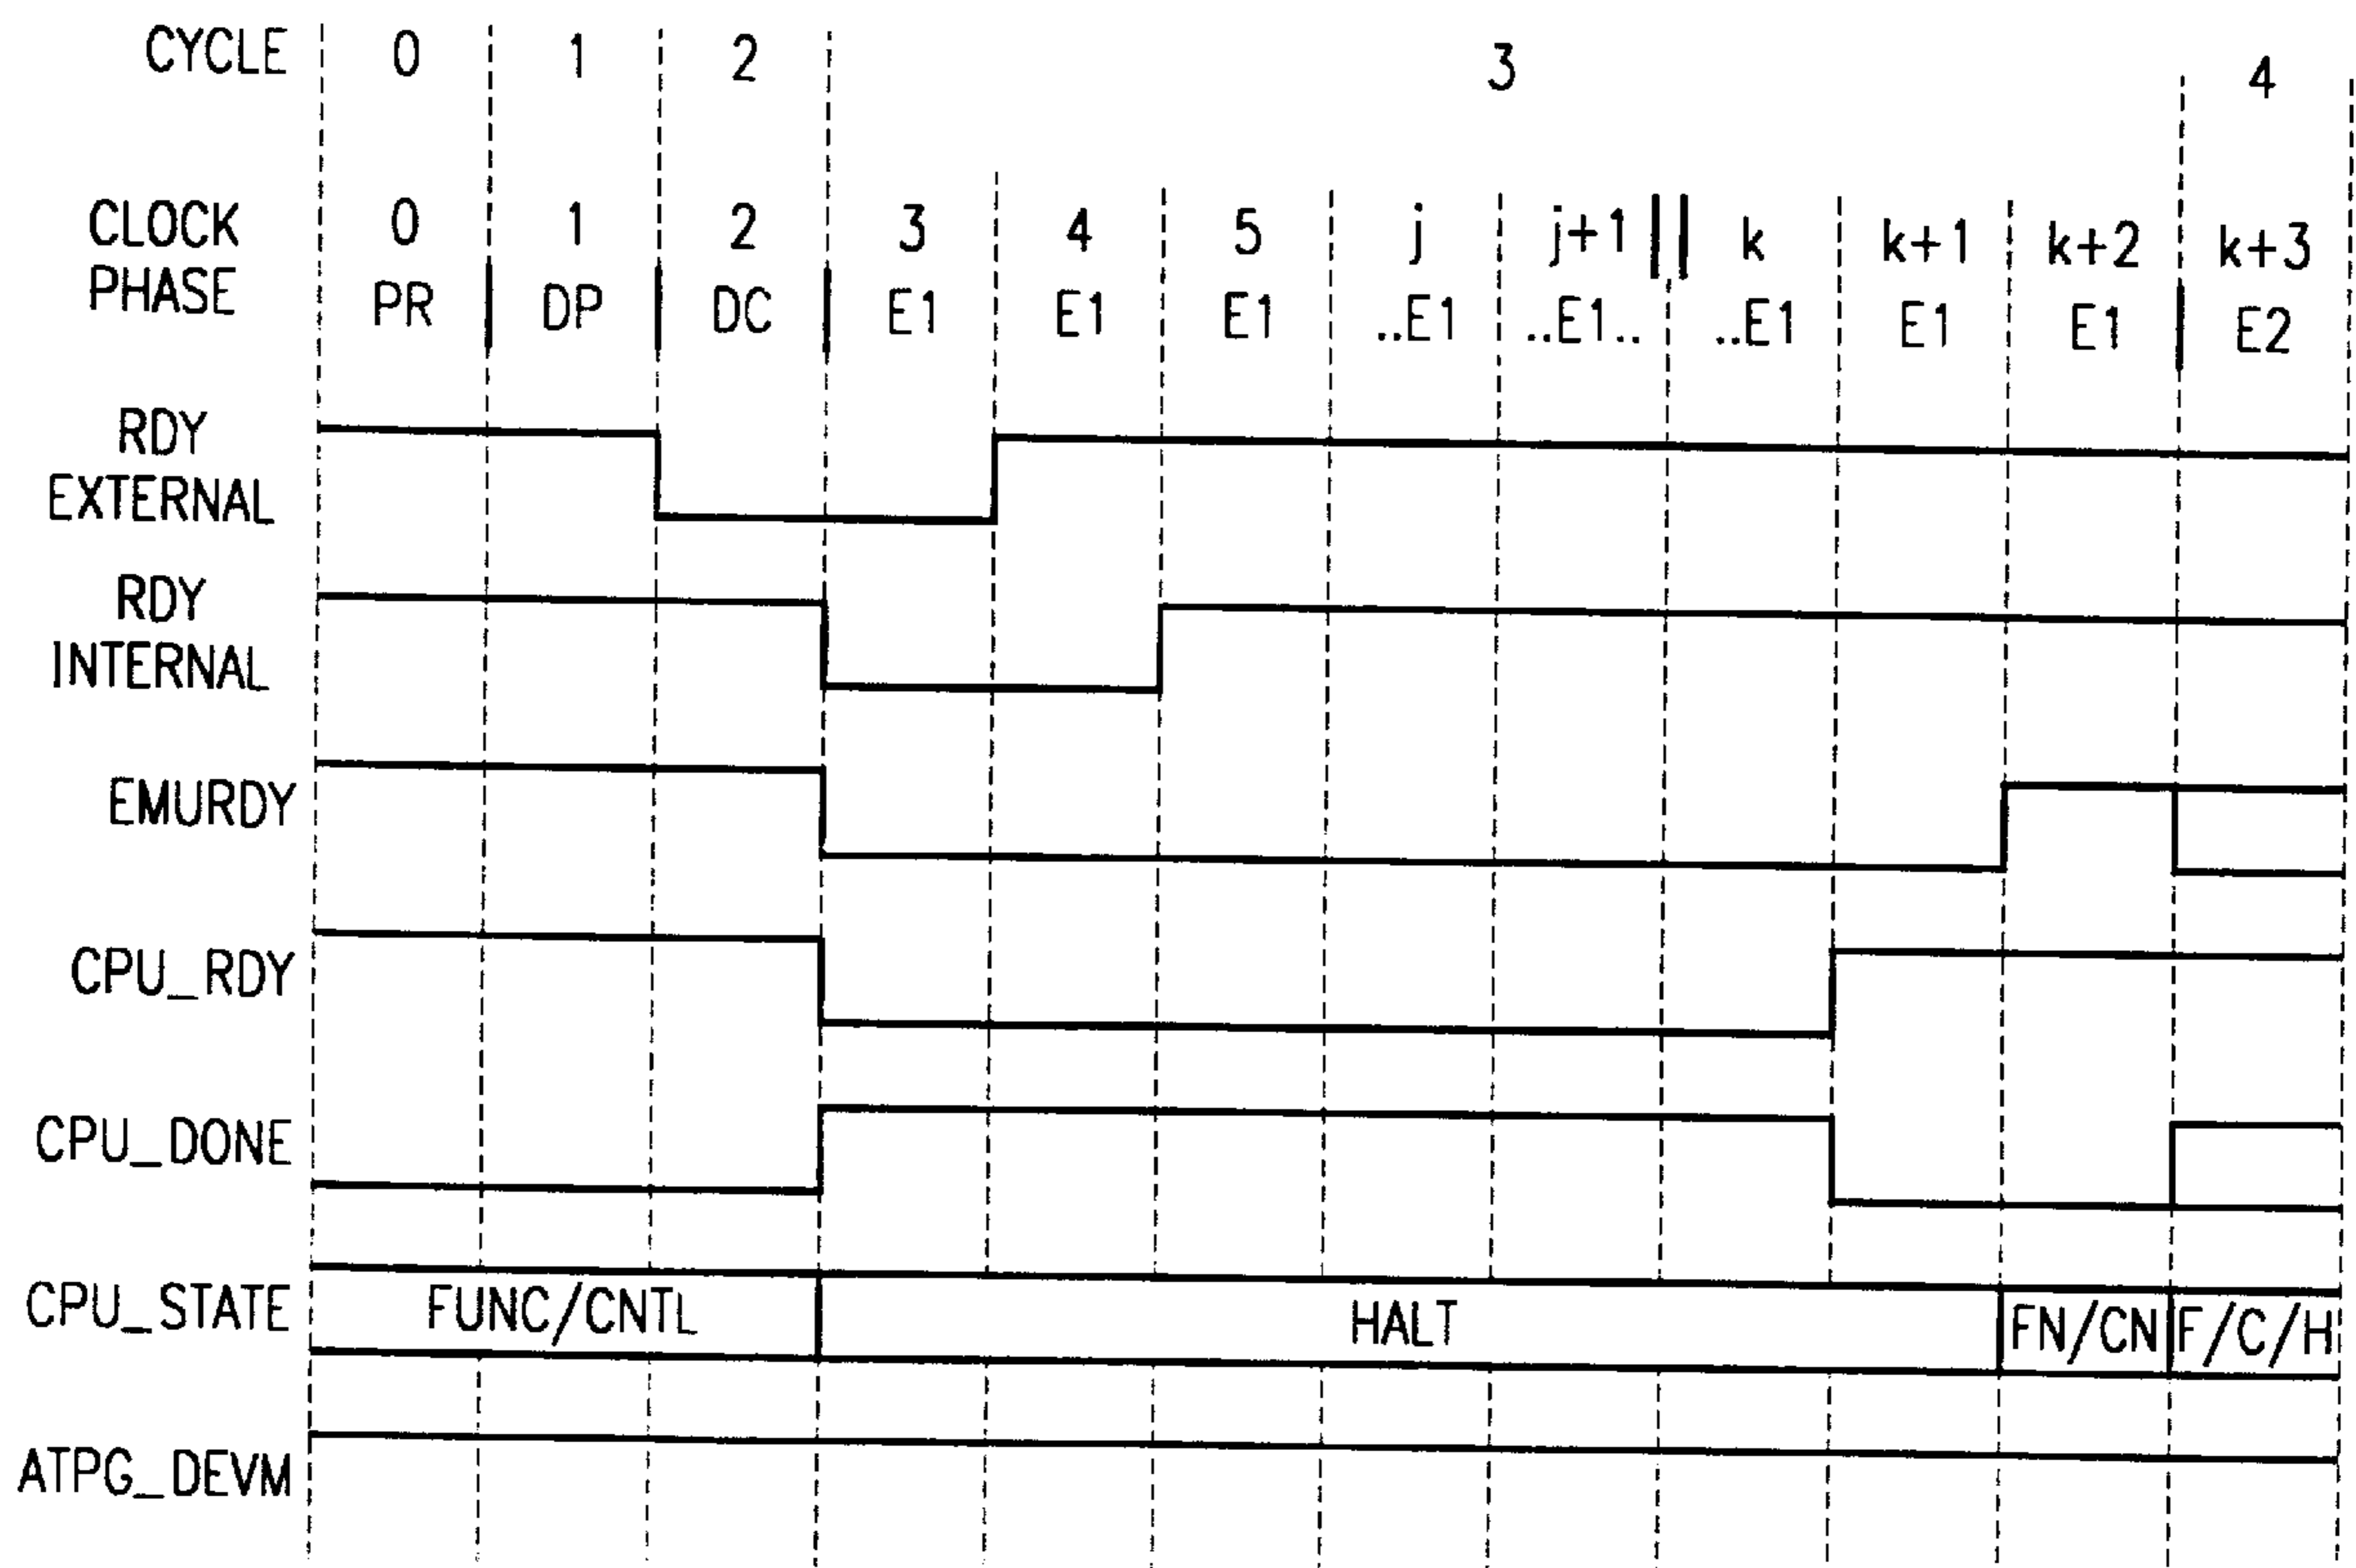 CYCLE 0 1 2 3 4
CLOCK PHASE 0 1 2 3 4 5 j j+1 k k+1 k+2 k+3
PR DP DC E1 E1 E1 ..E1 ..E1.. ..E1 E1 E1 E2
RDY
EXTERNAL
RDY
INTERNAL
EMURDY
CPU_RDY
CPU_DONE
CPU_STATE FUNC/CNTL HALT FN/CN F/C/H
ATPG_DEVM